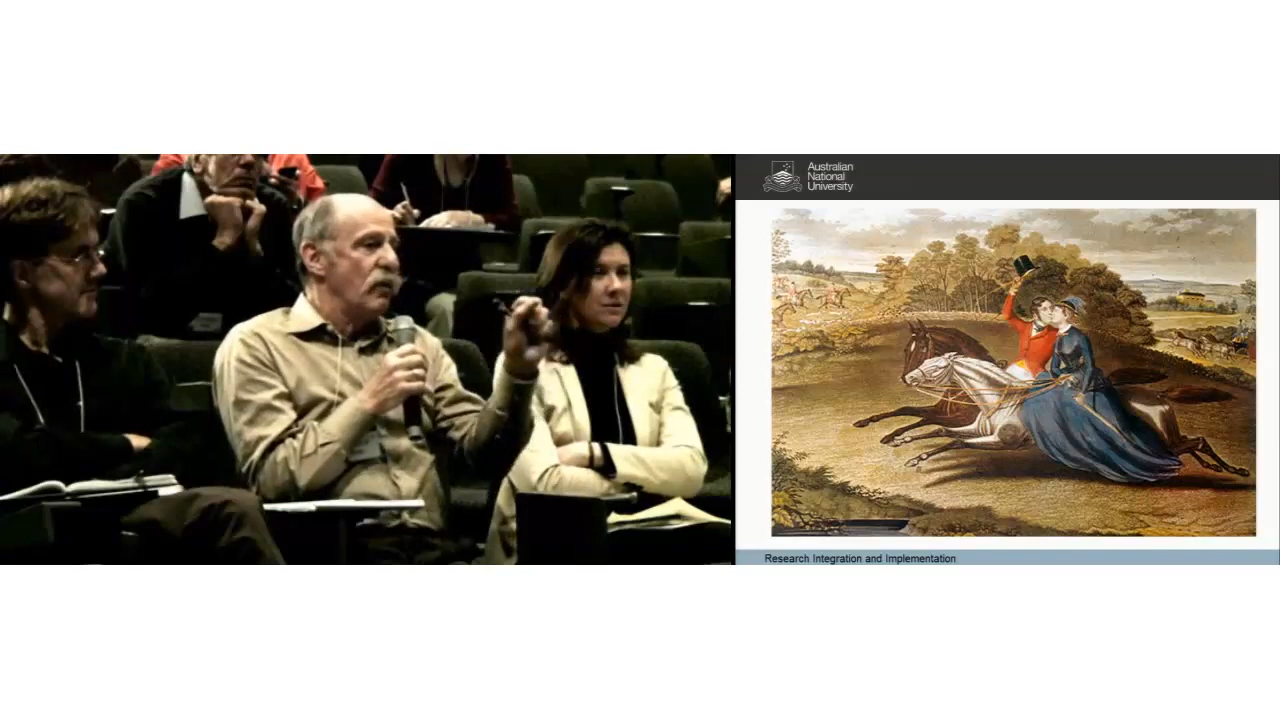 Australian
National
University
Research Integration and Implementation